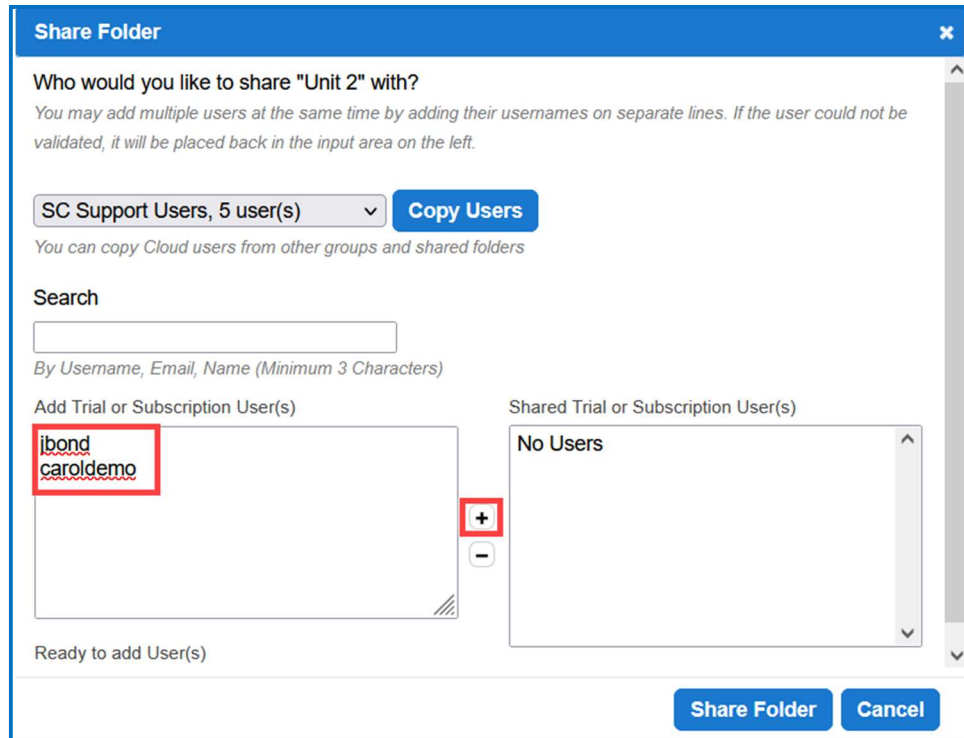 Share Folder
Who would you like to share "Unit 2" with?
You may add multiple users at the same time by adding their usernames on separate lines. If the user could not be
validated, it will be placed back in the input area on the left.
SC Support Users, 5 user(s)
Copy Users
You can copy Cloud users from other groups and shared folders
Search
By Username, Email, Name (Minimum 3 Characters)
Add Trial or Subscription User(s)
Shared Trial or Subscription User(s)
jbond
caroldemo
No Users
+
-
Ready to add User(s)
Share Folder
Cancel